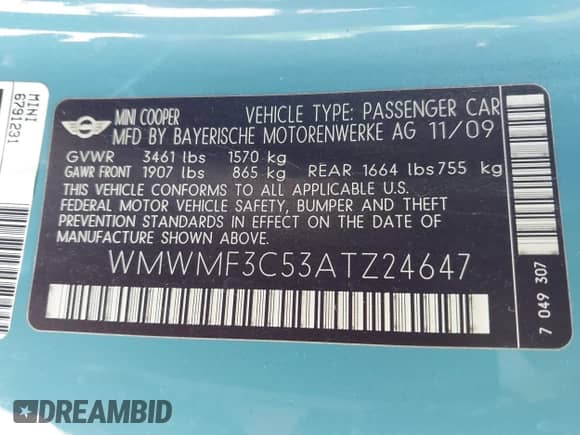 MINI
6791231
MINI COOPER
VEHICLE TYPE: PASSENGER CAR
MFD BY BAYERISCHE MOTORENWERKE AG 11/09
GVWR 3461 lbs 1570 kg
GAWR FRONT 1907 lbs 865 kg REAR 1664 lbs 755 kg
THIS VEHICLE CONFORMS TO ALL APPLICABLE U.S.
FEDERAL MOTOR VEHICLE SAFETY, BUMPER AND THEFT
PREVENTION STANDARDS IN EFFECT ON THE DATE OF
MANUFACTURE SHOWN ABOVE.
WMWMF3C53ATZ24647
7 049 307
DREAMBID